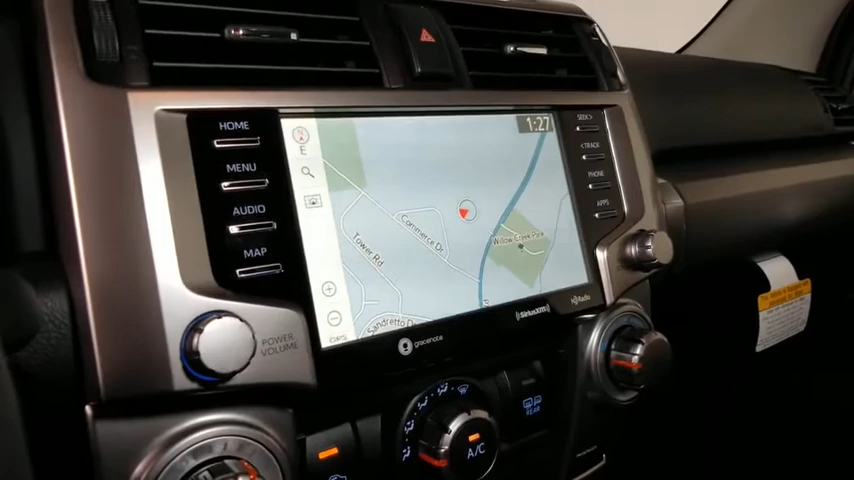 HOME
MENU
AUDIO
MAP
POWER
VOLUME
E
1:27
Commerce Dr
Tower Rd
Sandretto Dr
Willow Creek Park
SEEK>
<TRACK
PHONE
APPS
gracenote
((SiriusXM))
HD Radio
REAR
A/C